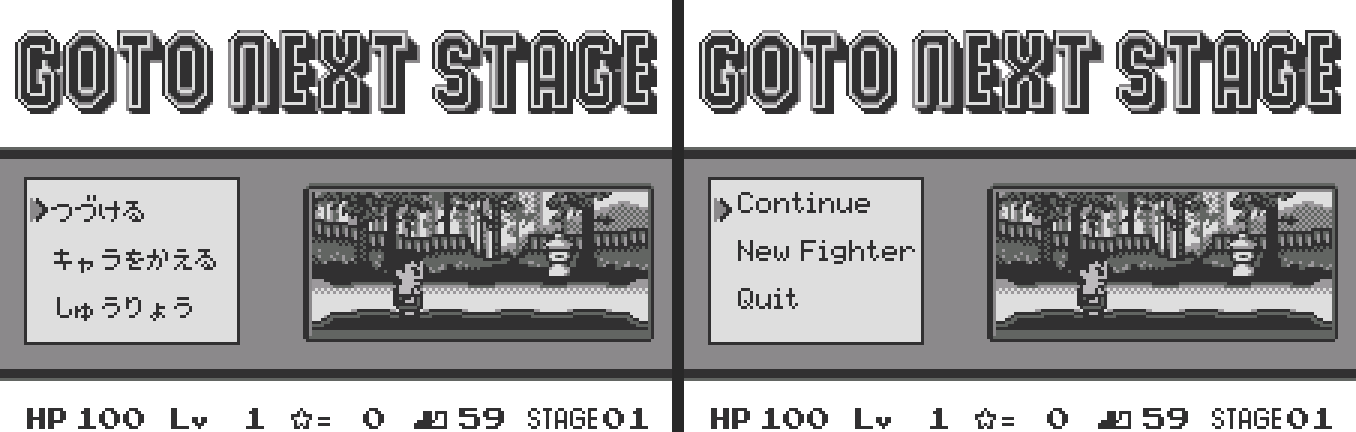 GOTO NEXT STAGE
つづける
キャラをかえる
しゅうりょう
HP 100 Lv 1 ☆= 0 59 STAGE 01
GOTO NEXT STAGE
Continue
New Fighter
Quit
HP 100 Lv 1 ☆= 0 59 STAGE 01